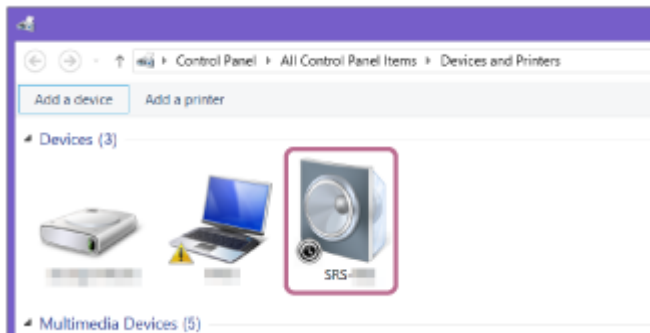 Control Panel ▸ All Control Panel Items ▸ Devices and Printers
Add a device Add a printer
Devices (3)
SRS-
Multimedia Devices (5)